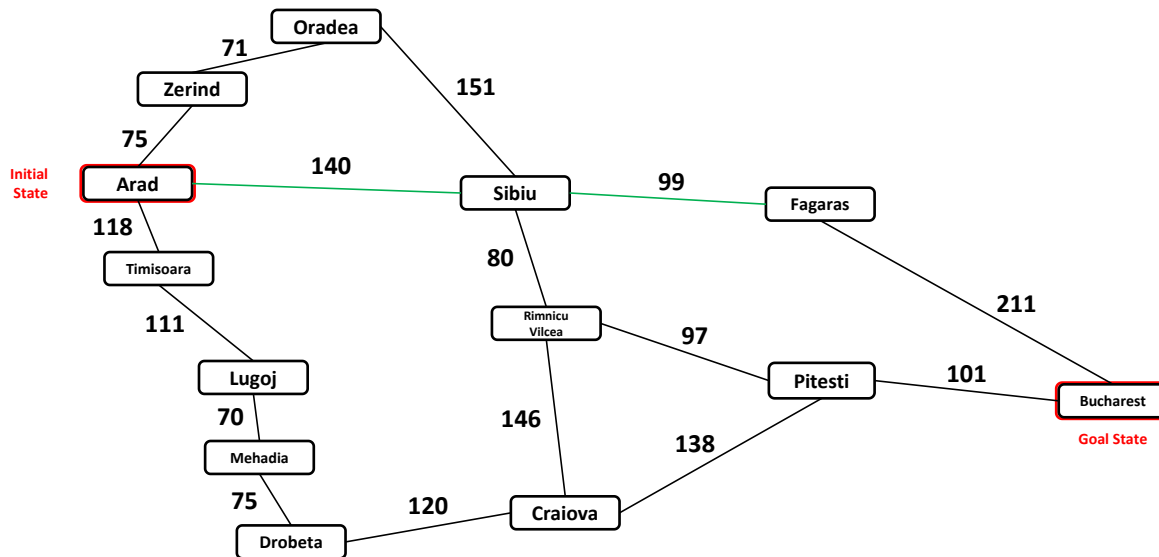 Oradea
71
Zerind
151
75
Initial
State
Arad
140
Sibiu
99
Fagaras
118
Timisoara
80
111
Rimnicu
Vilcea
97
211
Lugoj
Pitesti
101
Bucharest
70
146
138
Goal State
Mehadia
75
120
Craiova
Drobeta